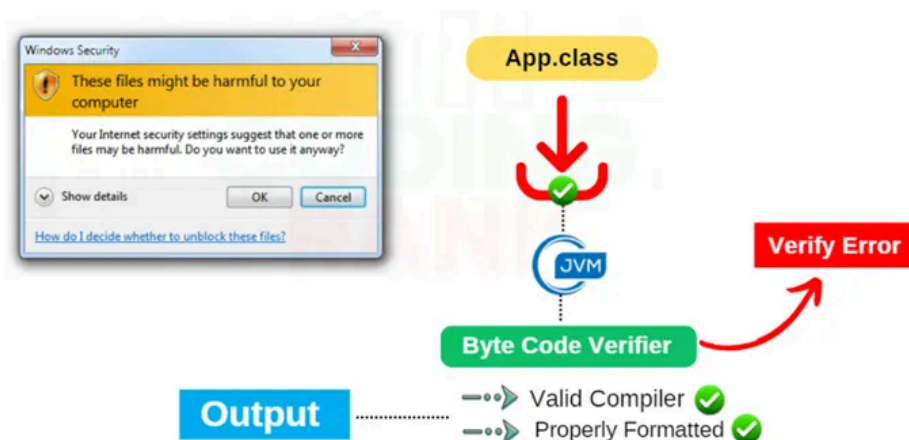 Windows Security
These files might be harmful to your
computer
Your Internet security settings suggest that one or more
files may be harmful. Do you want to use it anyway?
Show details
OK
Cancel
How do I decide whether to unblock these files?
App.class
JVM
Verify Error
Byte Code Verifier
Output
Valid Compiler
Properly Formatted